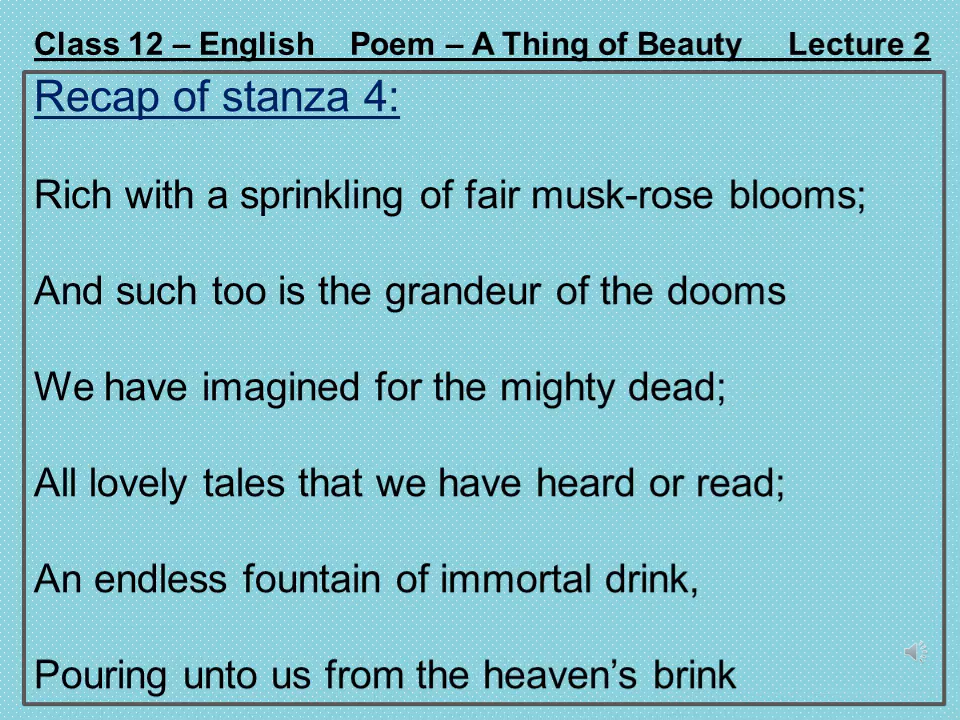 Class 12 – English Poem – A Thing of Beauty Lecture 2
Recap of stanza 4:
Rich with a sprinkling of fair musk-rose blooms;
And such too is the grandeur of the dooms
We have imagined for the mighty dead;
All lovely tales that we have heard or read;
An endless fountain of immortal drink,
Pouring unto us from the heaven’s brink